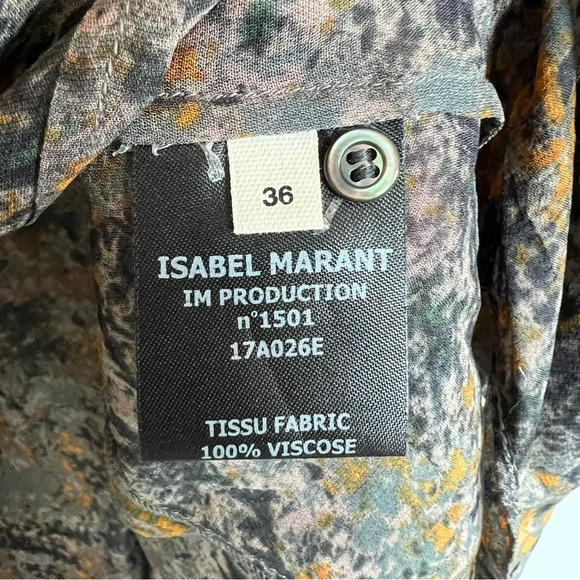 36
ISABEL MARANT
IM PRODUCTION
n°1501
17A026E
TISSU FABRIC
100% VISCOSE